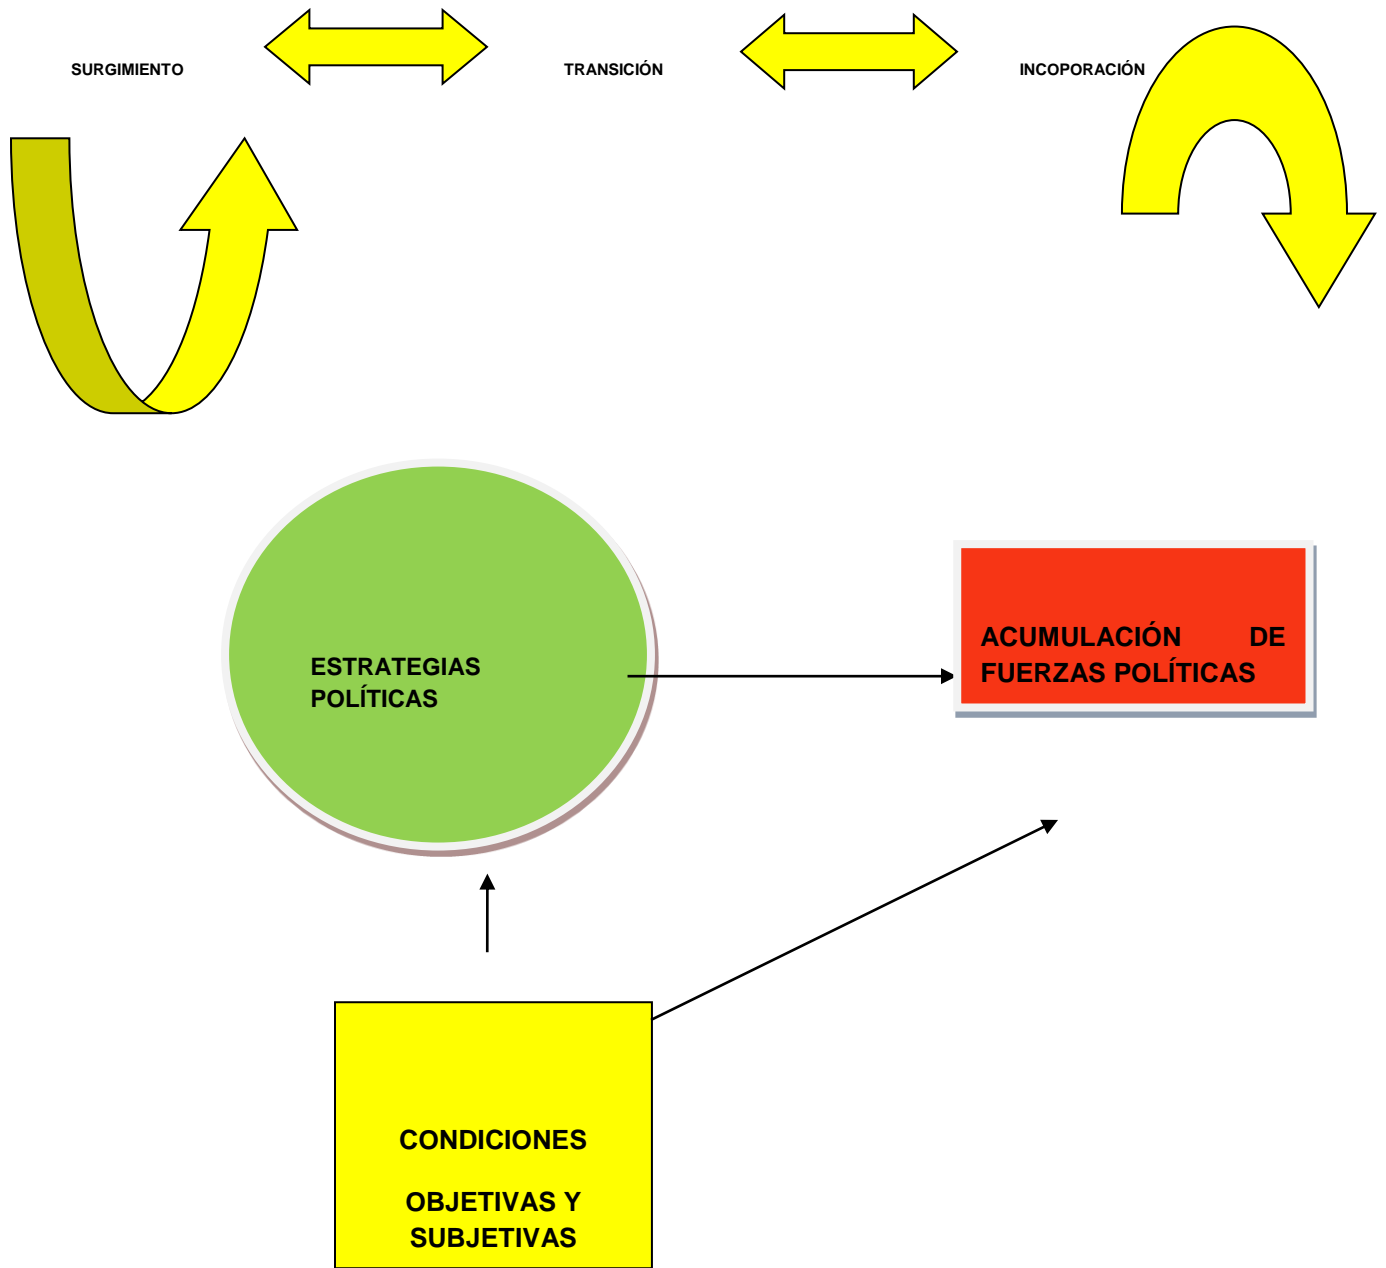 SURGIMIENTO
TRANSICIÓN
INCOPORACIÓN
ESTRATEGIAS
POLÍTICAS
ACUMULACIÓN DE
FUERZAS POLÍTICAS
CONDICIONES
OBJETIVAS Y
SUBJETIVAS